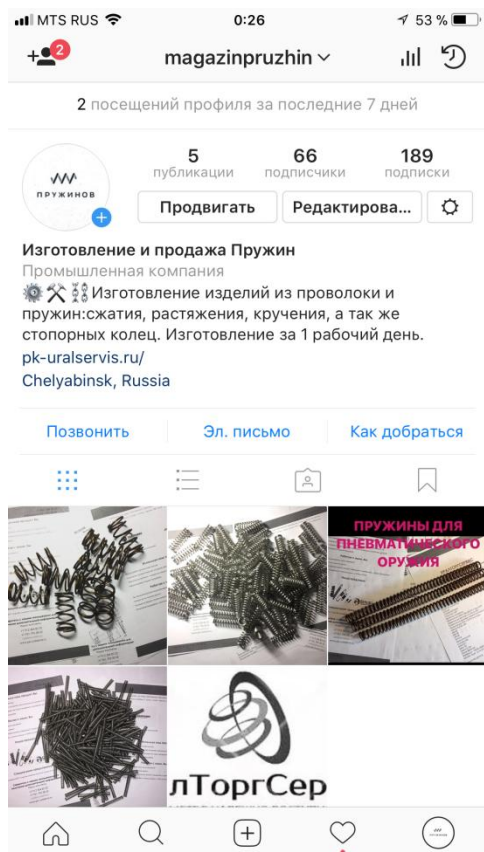 MTS RUS
0:26
53 %
2
magazinpruzhin
2 посещений профиля за последние 7 дней
ПРУЖИНОВ
5
публикации
66
подписчики
189
подписки
Продвигать
Редактирова...
Изготовление и продажа Пружин
Промышленная компания
Изготовление изделий из проволоки и
пружин:сжатия, растяжения, кручения, а так же
стопорных колец. Изготовление за 1 рабочий день.
pk-uralservis.ru/
Chelyabinsk, Russia
Позвонить
Эл. письмо
Как добраться
ПРУЖИНЫ ДЛЯ
ПНЕВМАТИЧЕСКОГО
ОРУЖИЯ
лТоргСер